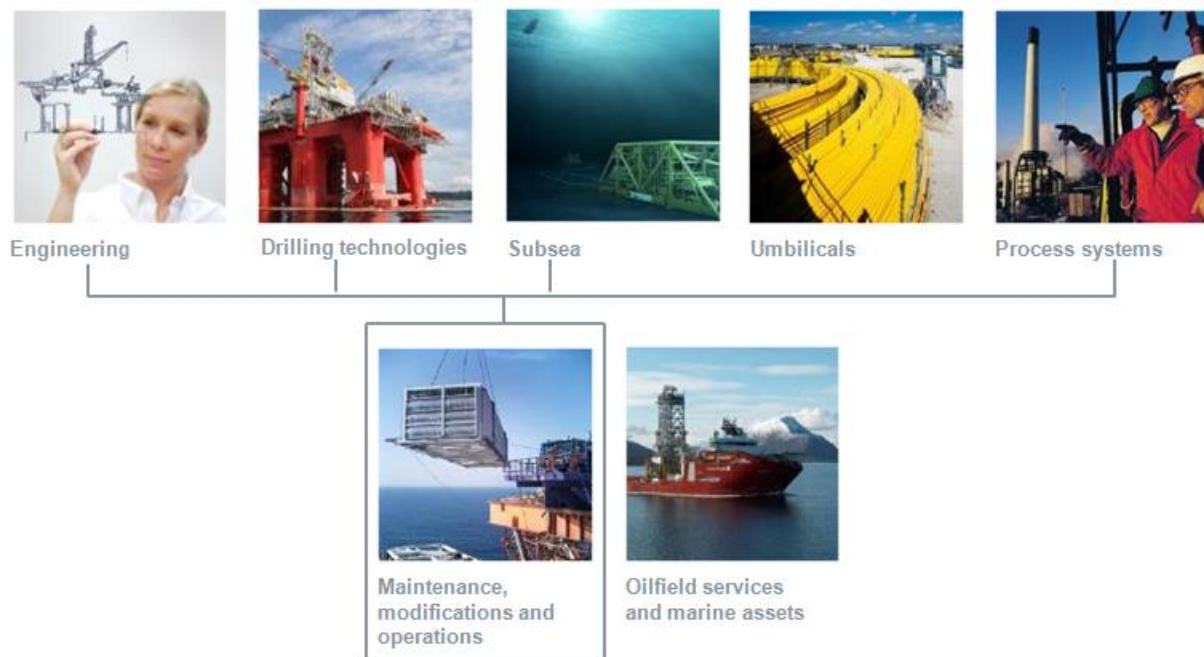 Engineering
Drilling technologies
Subsea
Umbilicals
Process systems
Maintenance,
modifications and
operations
Oilfield services
and marine assets